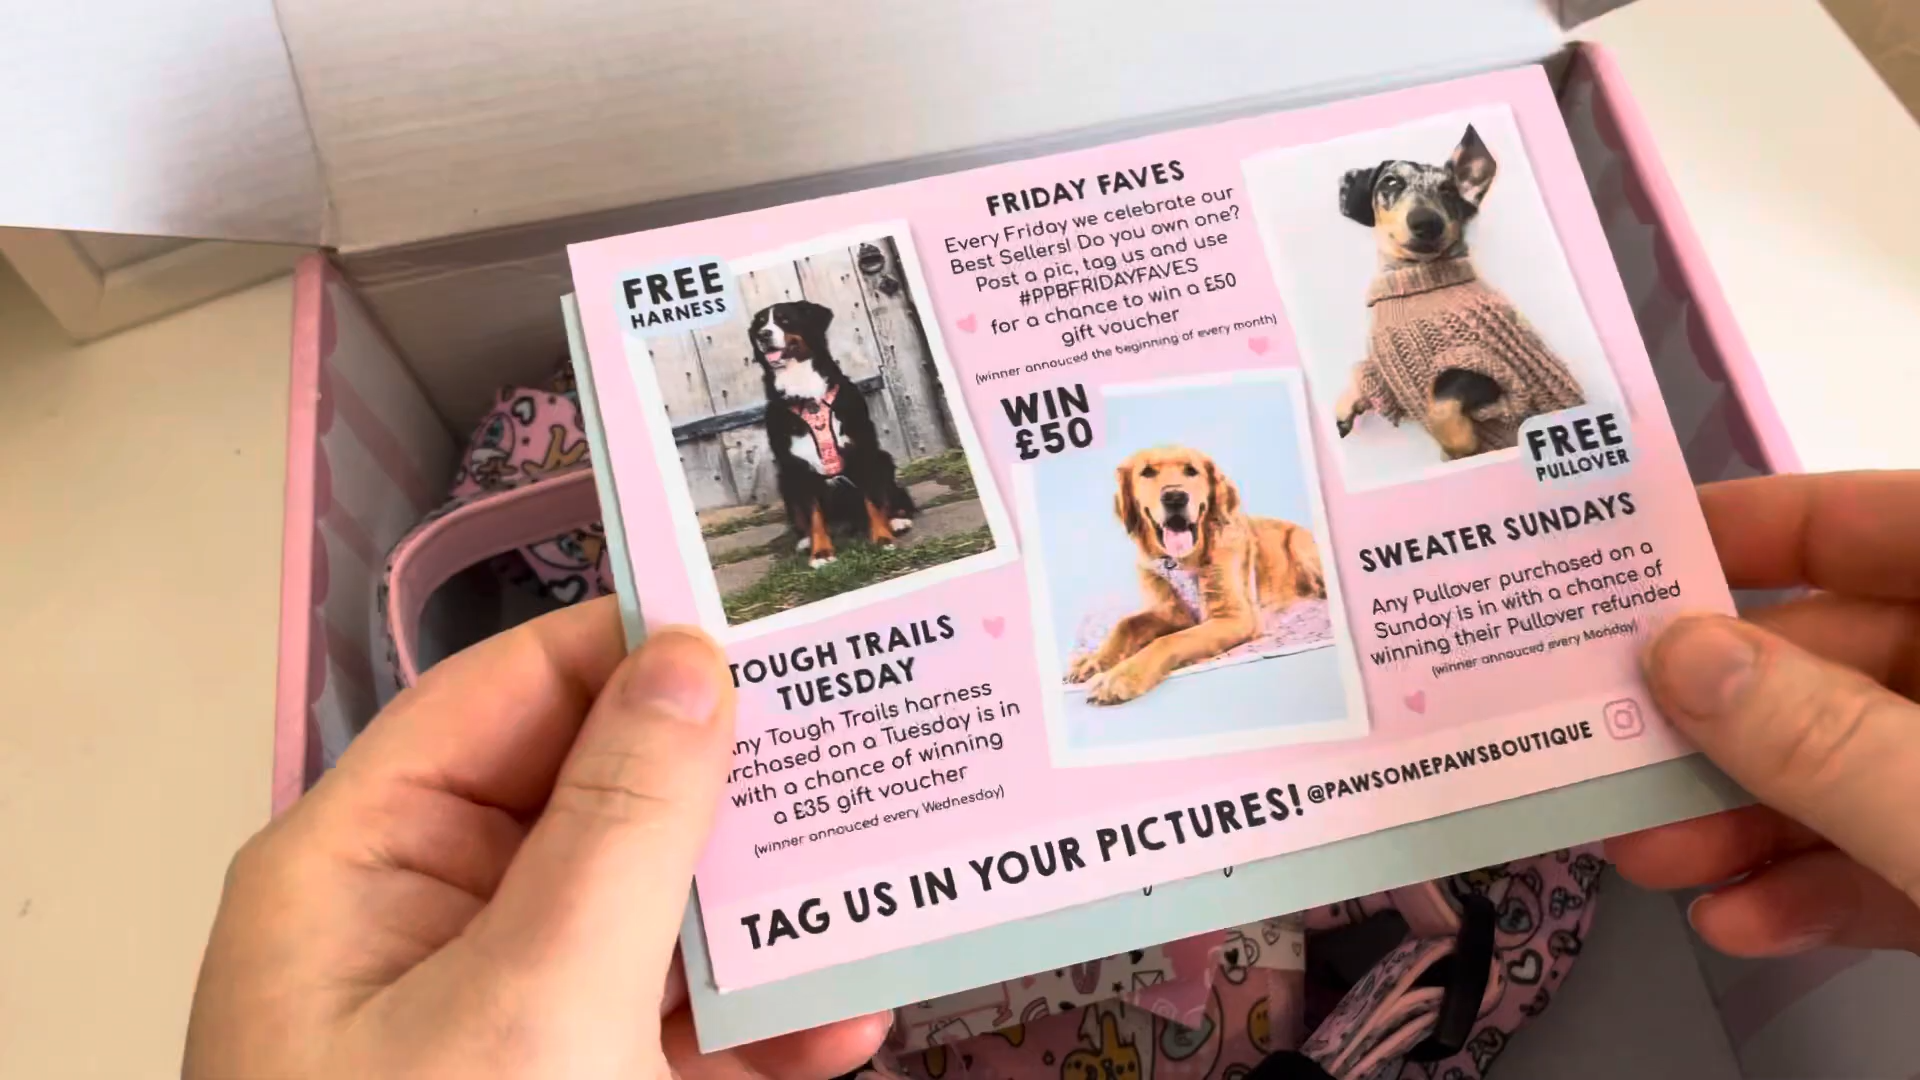 FREE
HARNESS
TOUGH TRAILS
TUESDAY
ny Tough Trails harness
rchased on a Tuesday is in
with a chance of winning
a £35 gift voucher
(winner annouced every Wednesday)
FRIDAY FAVES
Every Friday we celebrate our
Best Sellers! Do you own one?
Post a pic, tag us and use
#PPBFRIDAYFAVES
for a chance to win a £50
gift voucher
(winner annouced the beginning of every month)
WIN
£50
FREE
PULLOVER
SWEATER SUNDAYS
Any Pullover purchased on a
Sunday is in with a chance of
winning their Pullover refunded
(winner annouced every Monday)
TAG US IN YOUR PICTURES! @PAWSOMEPAWSBOUTIQUE